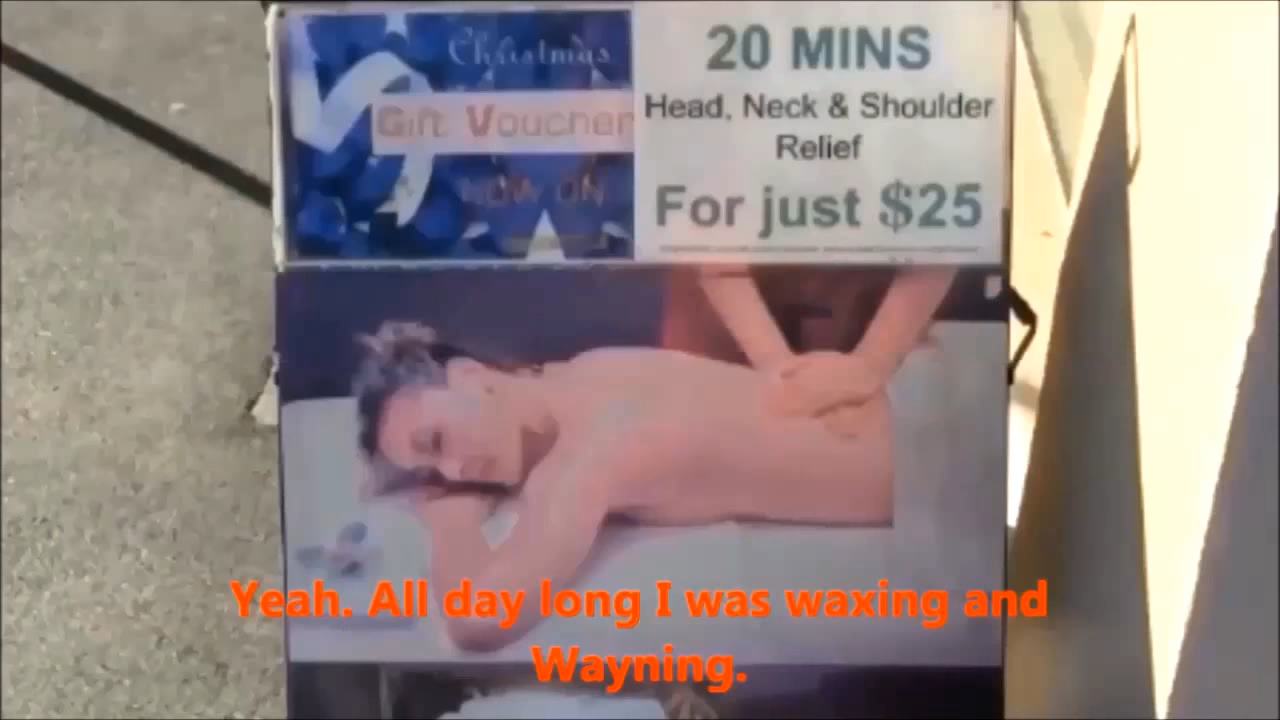 Christmas
Gift Voucher
NOW ON
20 MINS
Head, Neck & Shoulder
Relief
For just $25
Yeah. All day long I was waxing and
Wayning.